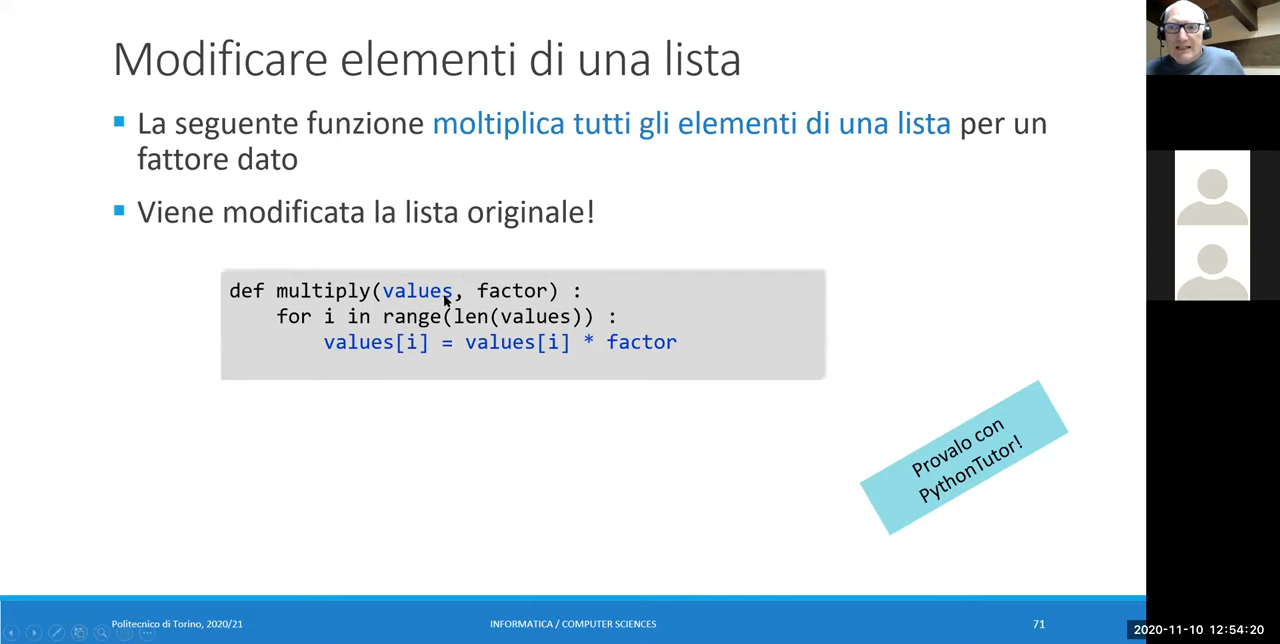 Modificare elementi di una lista
▪ La seguente funzione moltiplica tutti gli elementi di una lista per un
fattore dato
▪ Viene modificata la lista originale!
def multiply(values, factor) :
    for i in range(len(values)) :
        values[i] = values[i] * factor
Provalo con
PythonTutor!
Politecnico di Torino, 2020/21
INFORMATICA / COMPUTER SCIENCES
71
2020-11-10 12:54:20